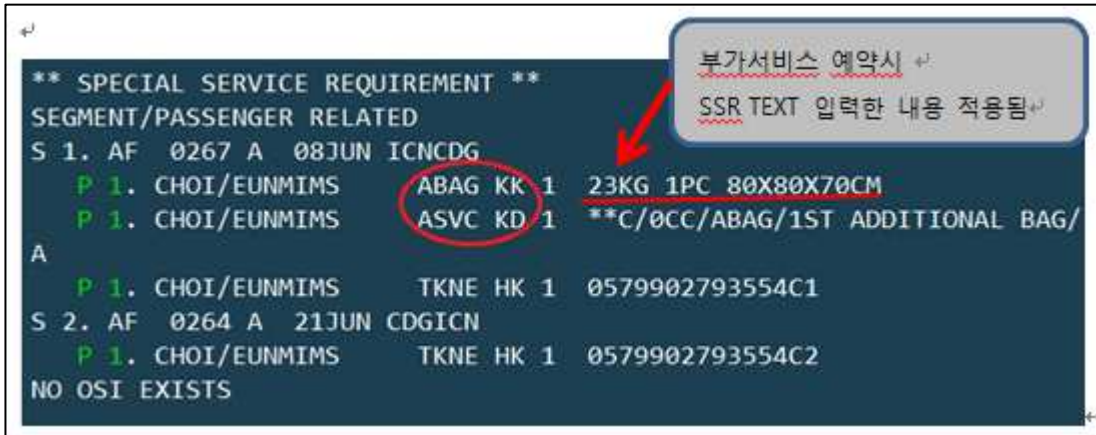 부가서비스 예약시
SSR TEXT 입력한 내용 적용됨
** SPECIAL SERVICE REQUIREMENT **
SEGMENT/PASSENGER RELATED
S 1. AF  0267 A  08JUN ICNCDG
P 1. CHOI/EUNMIMS      ABAG KK 1  23KG 1PC 80X80X70CM
P 1. CHOI/EUNMIMS      ASVC KD 1  **C/0CC/ABAG/1ST ADDITIONAL BAG/
A
P 1. CHOI/EUNMIMS      TKNE HK 1  0579902793554C1
S 2. AF  0264 A  21JUN CDGICN
P 1. CHOI/EUNMIMS      TKNE HK 1  0579902793554C2
NO OSI EXISTS